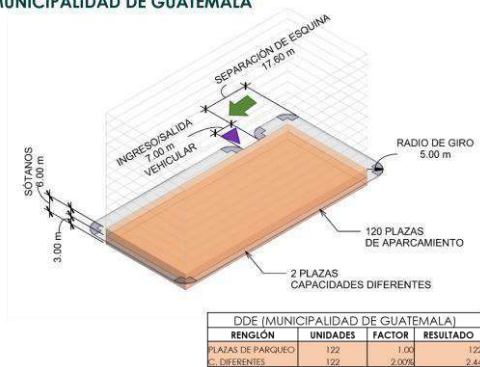 MUNICIPALIDAD DE GUATEMALA
SEPARACIÓN DE ESQUINA
17.60 m
INGRESO/SALIDA
7.00 m
VEHICULAR
RADIO DE GIRO
5.00 m
SÓTANOS
6.00 m
3.00 m
120 PLAZAS
DE APARCAMIENTO
2 PLAZAS
CAPACIDADES DIFERENTES
DDE (MUNICIPALIDAD DE GUATEMALA)
RENGLÓN UNIDADES FACTOR RESULTADO
PLAZAS DE PARQUEO 122 1.00 122
C. DIFERENTES 122 2.00% 2.44